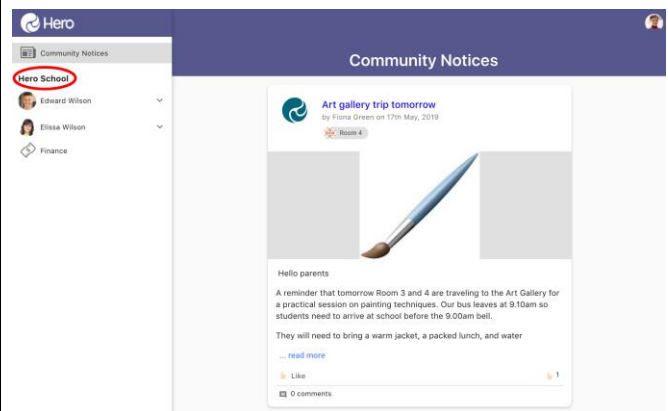 Hero
Community Notices
Hero School
Edward Wilson
Elissa Wilson
Finance
Community Notices
Art gallery trip tomorrow
by Fiona Green on 17th May, 2019
Room 4
Hello parents
A reminder that tomorrow Room 3 and 4 are traveling to the Art Gallery for
a practical session on painting techniques. Our bus leaves at 9.10am so
students need to arrive at school before the 9.00am bell.
They will need to bring a warm jacket, a packed lunch, and water
... read more
Like
1
0 comments